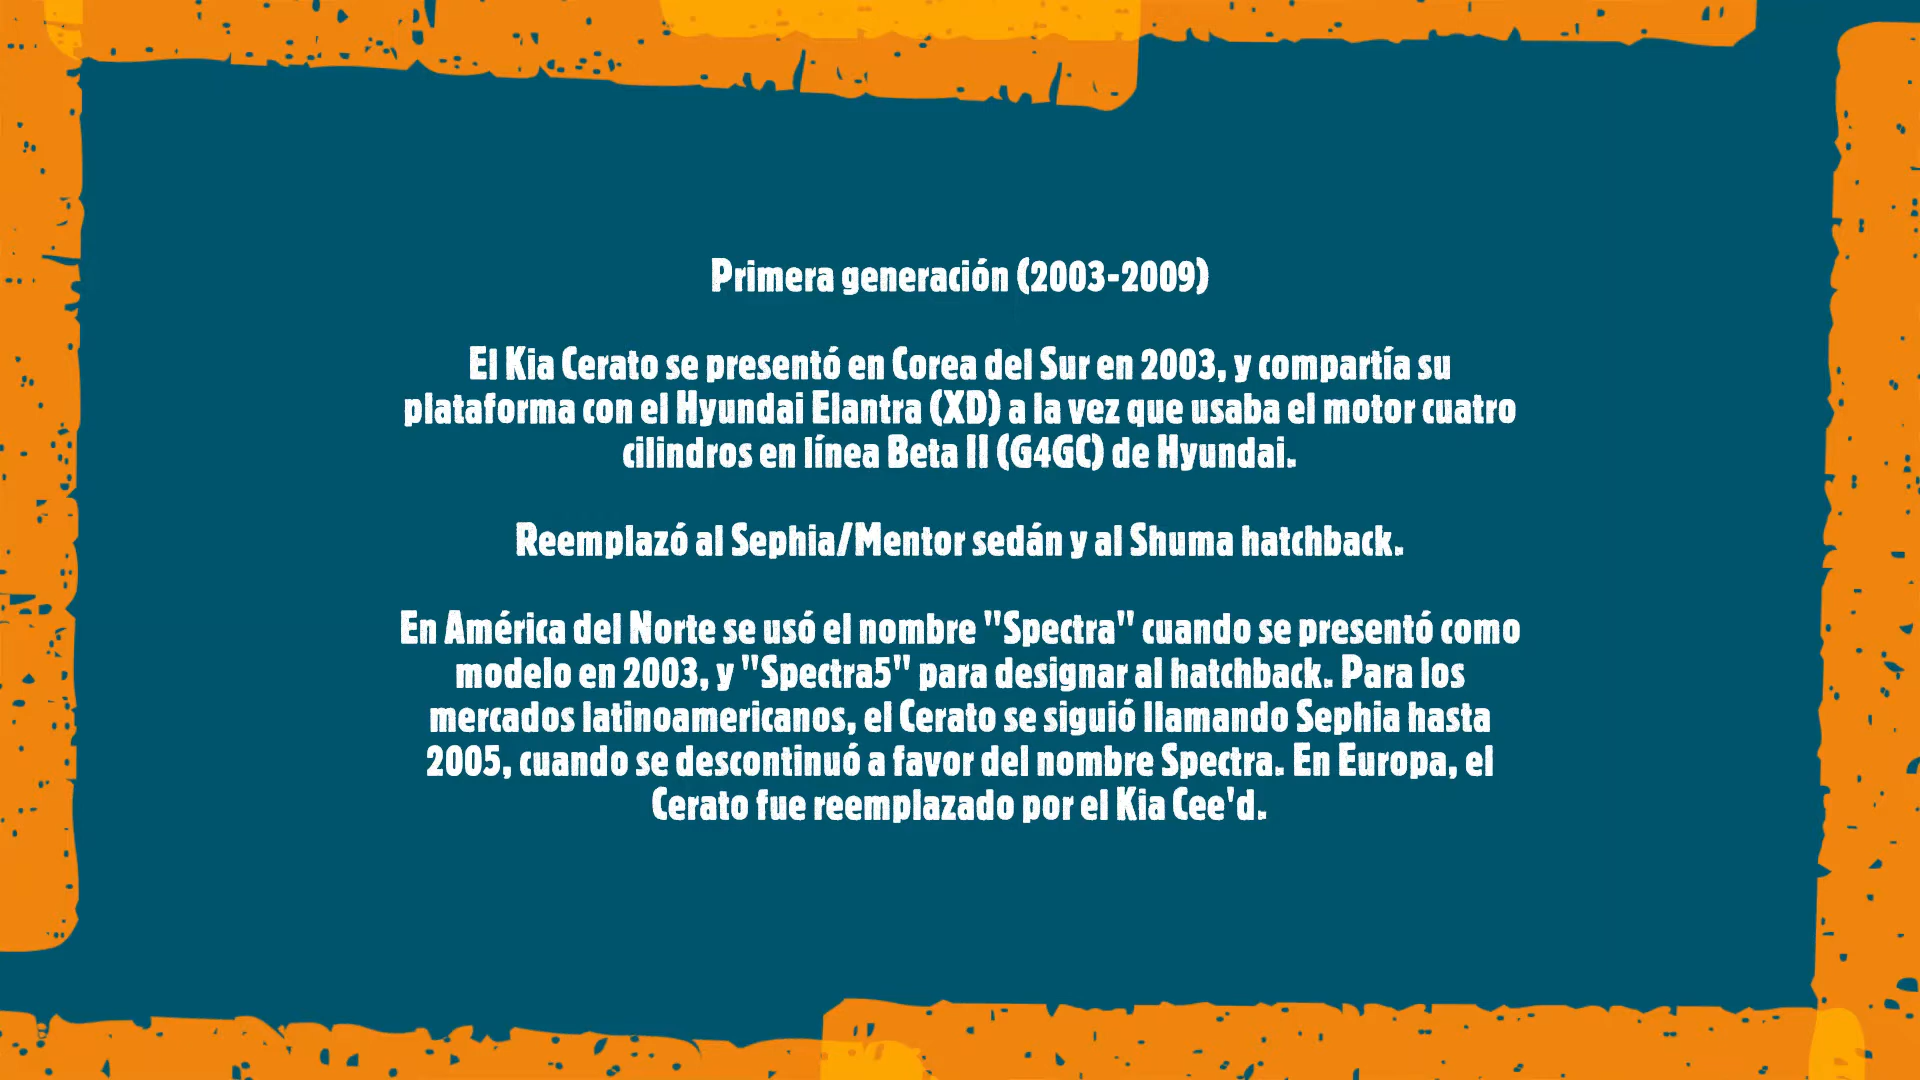 Primera generación (2003-2009)
El Kia Cerato se presentó en Corea del Sur en 2003, y compartía su
plataforma con el Hyundai Elantra (XD) a la vez que usaba el motor cuatro
cilindros en línea Beta II (G4GC) de Hyundai.
Reemplazó al Sephia/Mentor sedán y al Shuma hatchback.
En América del Norte se usó el nombre "Spectra" cuando se presentó como
modelo en 2003, y "Spectra5" para designar al hatchback. Para los
mercados latinoamericanos, el Cerato se siguió llamando Sephia hasta
2005, cuando se descontinuó a favor del nombre Spectra. En Europa, el
Cerato fue reemplazado por el Kia Cee'd.